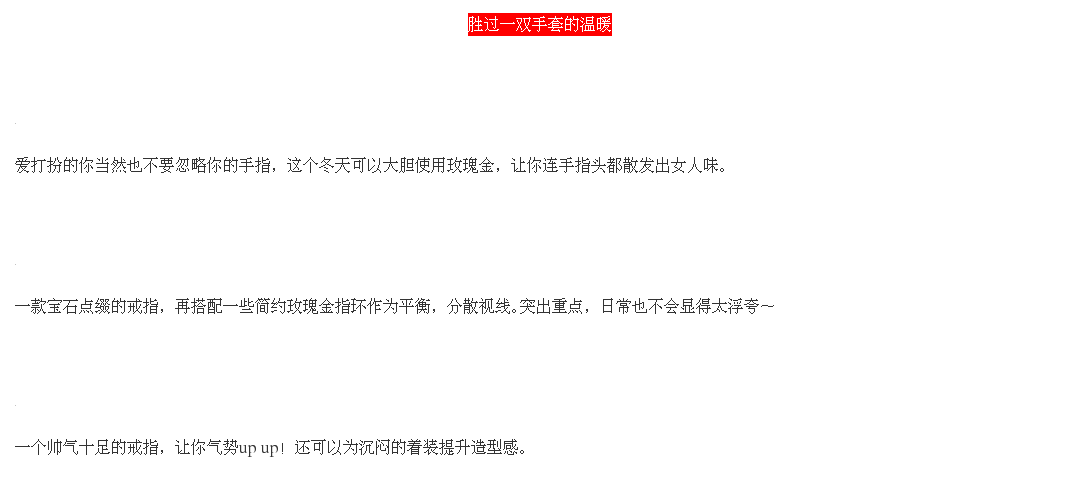 胜过一双手套的温暖
爱打扮的你当然也不要忽略你的手指，这个冬天可以大胆使用玫瑰金，让你连手指头都散发出女人味。
一款宝石点缀的戒指，再搭配一些简约玫瑰金指环作为平衡，分散视线。突出重点，日常也不会显得太浮夸～
一个帅气十足的戒指，让你气势up up！还可以为沉闷的着装提升造型感。